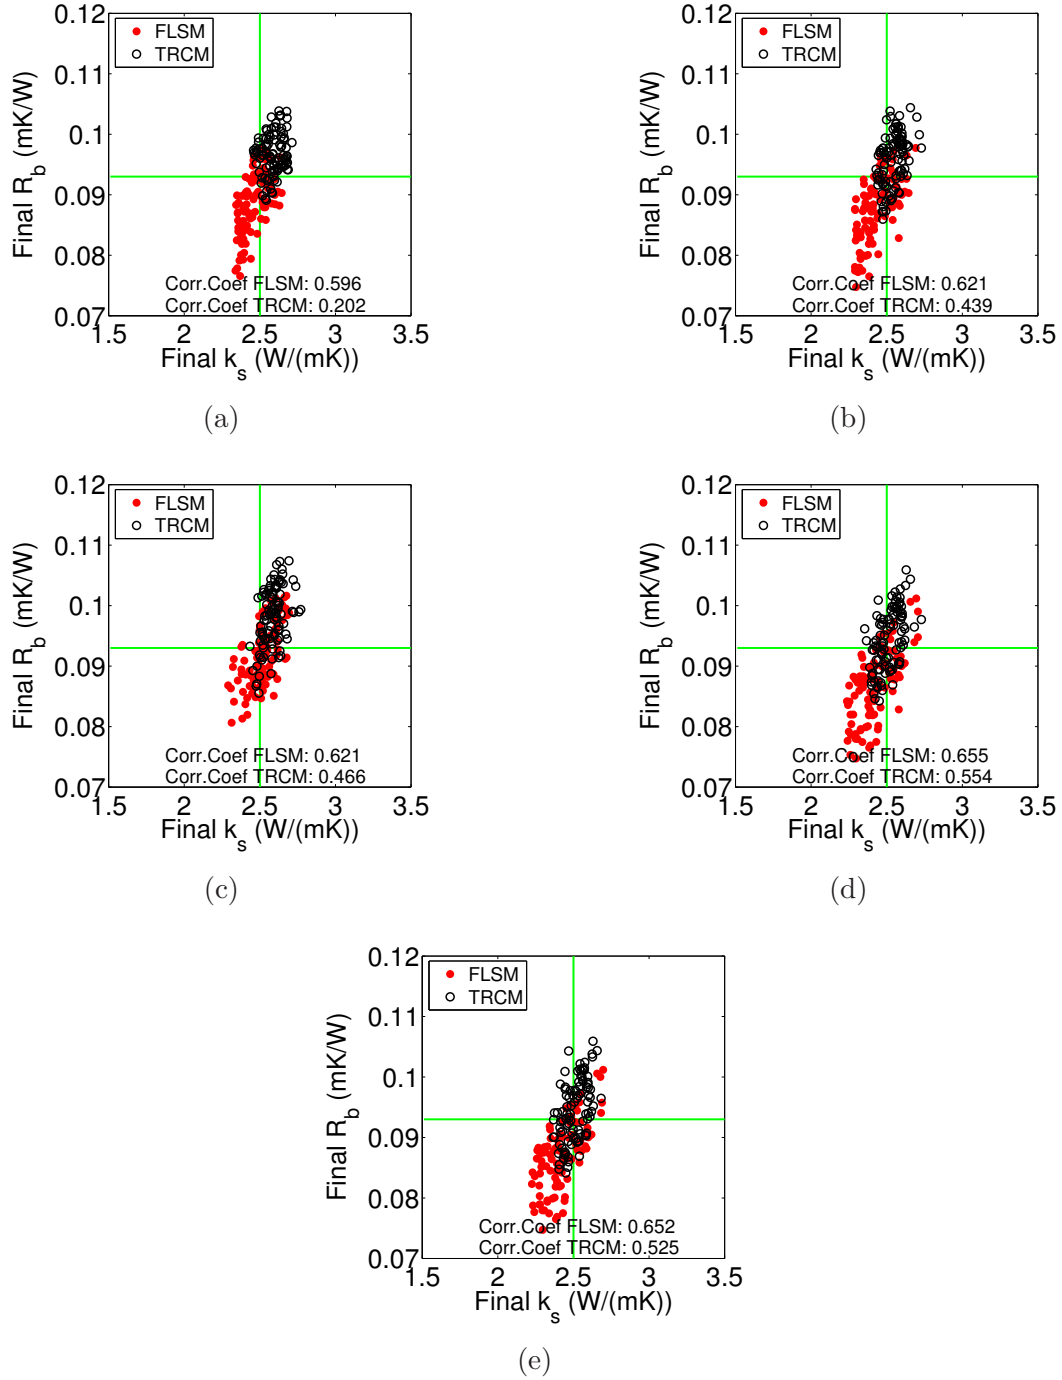 0.12
FLSM
TRCM
0.11
0.1
0.09
0.08
0.07
Final R_b (mK/W)
Corr.Coef FLSM: 0.596
Corr.Coef TRCM: 0.202
1.5 2 2.5 3 3.5
Final k_s (W/(mK))
(a)
0.12
FLSM
TRCM
0.11
0.1
0.09
0.08
0.07
Final R_b (mK/W)
Corr.Coef FLSM: 0.621
Corr.Coef TRCM: 0.439
1.5 2 2.5 3 3.5
Final k_s (W/(mK))
(b)
0.12
FLSM
TRCM
0.11
0.1
0.09
0.08
0.07
Final R_b (mK/W)
Corr.Coef FLSM: 0.621
Corr.Coef TRCM: 0.466
1.5 2 2.5 3 3.5
Final k_s (W/(mK))
(c)
0.12
FLSM
TRCM
0.11
0.1
0.09
0.08
0.07
Final R_b (mK/W)
Corr.Coef FLSM: 0.655
Corr.Coef TRCM: 0.554
1.5 2 2.5 3 3.5
Final k_s (W/(mK))
(d)
0.12
FLSM
TRCM
0.11
0.1
0.09
0.08
0.07
Final R_b (mK/W)
Corr.Coef FLSM: 0.652
Corr.Coef TRCM: 0.525
1.5 2 2.5 3 3.5
Final k_s (W/(mK))
(e)